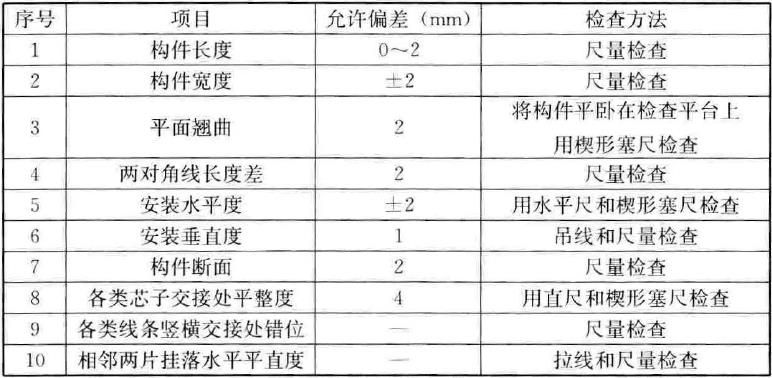 序号 项目 允许偏差（mm） 检查方法
1 构件长度 0～2 尺量检查
2 构件宽度 ±2 尺量检查
3 平面翘曲 2 将构件平卧在检查平台上
用楔形塞尺检查
4 两对角线长度差 2 尺量检查
5 安装水平度 ±2 用水平尺和楔形塞尺检查
6 安装垂直度 1 吊线和尺量检查
7 构件断面 2 尺量检查
8 各类芯子交接处平整度 4 用直尺和楔形塞尺检查
9 各类线条竖横交接处错位 — 尺量检查
10 相邻两片挂落水平平直度 — 拉线和尺量检查